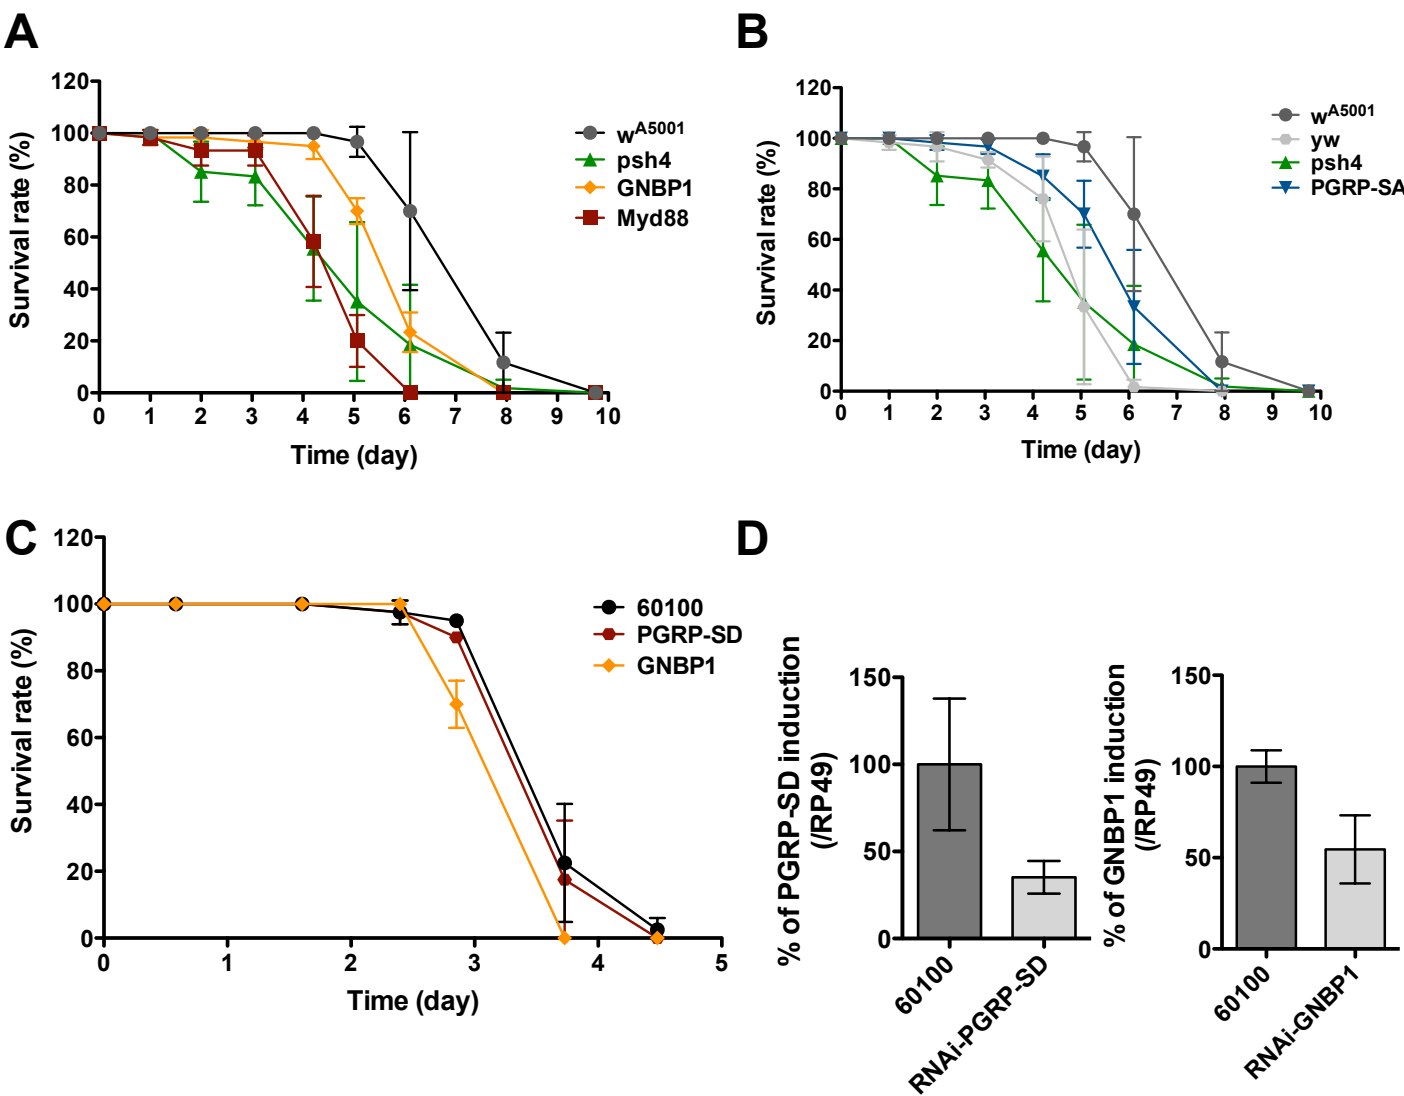 A
Survival rate (%)
120
100
80
60
40
20
0
0 1 2 3 4 5 6 7 8 9 10
Time (day)
wA5001
psh4
GNBP1
Myd88
B
Survival rate (%)
120
100
80
60
40
20
0
0 1 2 3 4 5 6 7 8 9 10
Time (day)
wA5001
yw
psh4
PGRP-SA
C
Survival rate (%)
120
100
80
60
40
20
0
0 1 2 3 4 5
Time (day)
60100
PGRP-SD
GNBP1
D
% of PGRP-SD induction
(/RP49)
150
100
50
0
60100
RNAi-PGRP-SD
% of GNBP1 induction
(/RP49)
150
100
50
0
60100
RNAi-GNBP1